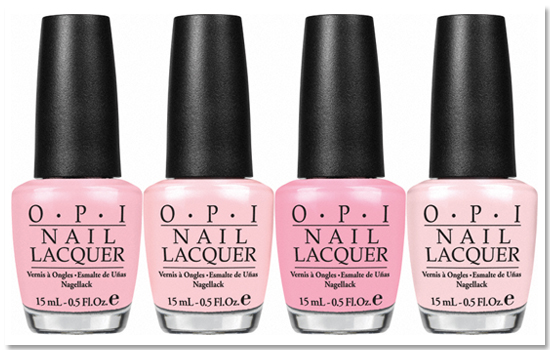 O·P·I
NAIL
LACQUER
Vernis à Ongles • Esmalte de Uñas
Nagellack
15 mL - 0.5 Fl.Oz. e
O·P·I
NAIL
LACQUER
Vernis à Ongles • Esmalte de Uñas
Nagellack
15 mL - 0.5 Fl.Oz. e
O·P·I
NAIL
LACQUER
Vernis à Ongles • Esmalte de Uñas
Nagellack
15 mL - 0.5 Fl.Oz. e
O·P·I
NAIL
LACQUER
Vernis à Ongles • Esmalte de Uñas
Nagellack
15 mL - 0.5 Fl.Oz. e